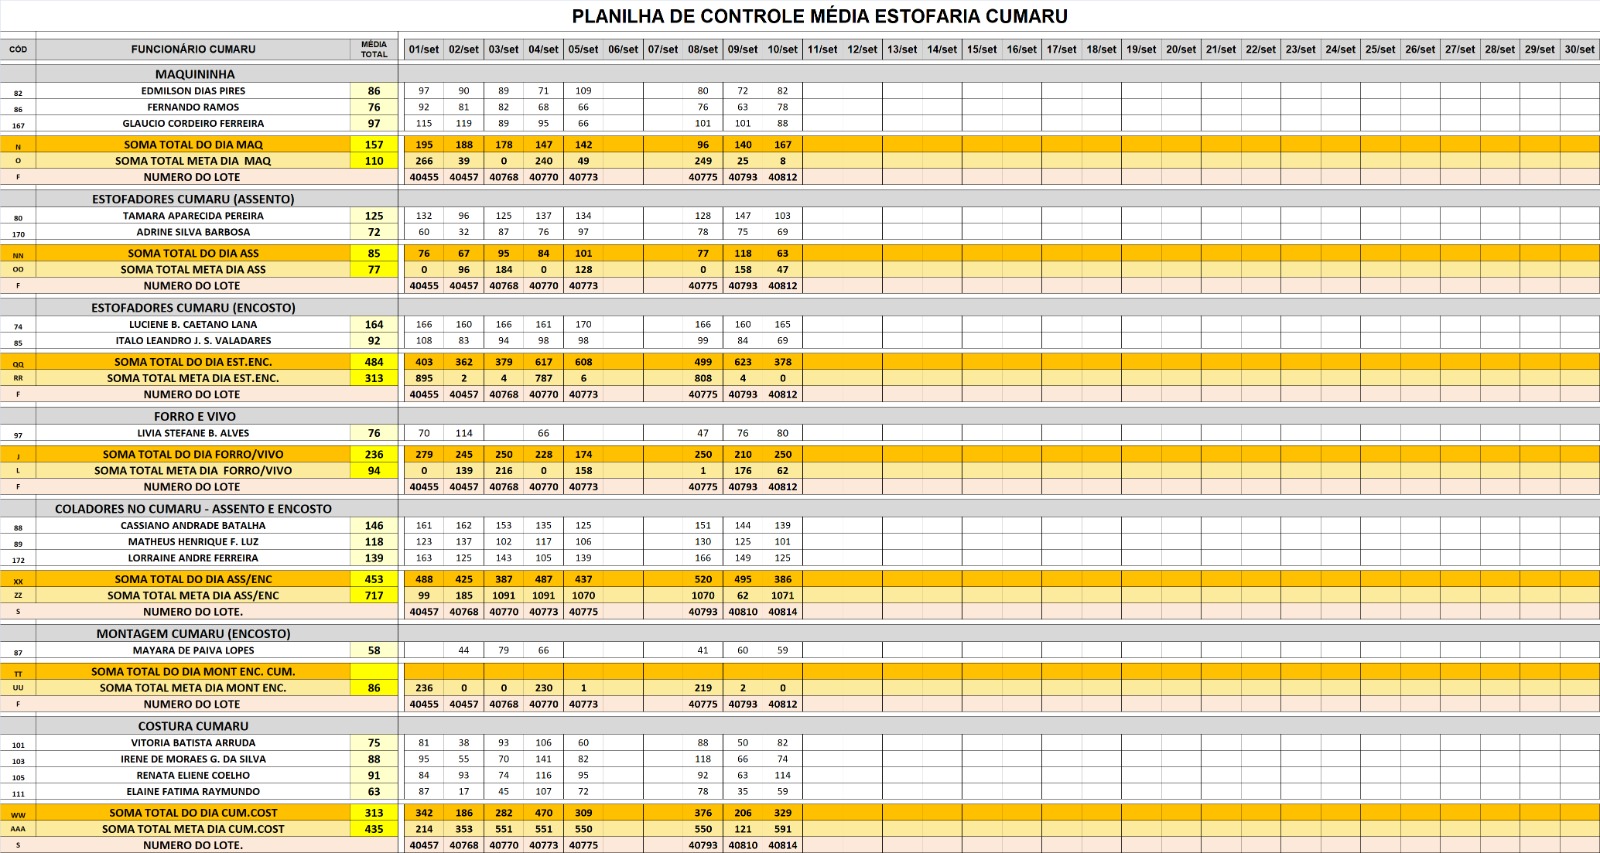 PLANILHA DE CONTROLE MÉDIA ESTOFARIA CUMARU
CÓD FUNCIONÁRIO CUMARU MÉDIA TOTAL 01/set 02/set 03/set 04/set 05/set 06/set 07/set 08/set 09/set 10/set 11/set 12/set 13/set 14/set 15/set 16/set 17/set 18/set 19/set 20/set 21/set 22/set 23/set 24/set 25/set 26/set 27/set 28/set 29/set 30/set
MAQUININHA
82 EDMILSON DIAS PIRES 86 97 90 89 71 109 80 72 82
86 FERNANDO RAMOS 76 92 81 82 68 66 76 63 78
167 GLAUCIO CORDEIRO FERREIRA 97 115 119 89 95 66 101 101 88
N SOMA TOTAL DO DIA MAQ 157 195 188 178 147 142 96 140 167
O SOMA TOTAL META DIA MAQ 110 266 39 0 240 49 249 25 8
F NUMERO DO LOTE 40455 40457 40768 40770 40773 40775 40793 40812
ESTOFADORES CUMARU (ASSENTO)
80 TAMARA APARECIDA PEREIRA 125 132 96 125 137 134 128 147 103
170 ADRINE SILVA BARBOSA 72 60 32 87 76 97 78 75 69
NN SOMA TOTAL DO DIA ASS 85 76 67 95 84 101 77 118 63
OO SOMA TOTAL META DIA ASS 77 0 96 184 0 128 0 158 47
F NUMERO DO LOTE 40455 40457 40768 40770 40773 40775 40793 40812
ESTOFADORES CUMARU (ENCOSTO)
74 LUCIENE B. CAETANO LANA 164 166 160 166 161 170 166 160 165
85 ITALO LEANDRO J. S. VALADARES 92 108 83 94 98 98 99 84 69
QQ SOMA TOTAL DO DIA EST.ENC. 484 403 362 379 617 608 499 623 378
RR SOMA TOTAL META DIA EST.ENC. 313 895 2 4 787 6 808 4 0
F NUMERO DO LOTE 40455 40457 40768 40770 40773 40775 40793 40812
FORRO E VIVO
97 LIVIA STEFANE B. ALVES 76 70 114 66 47 76 80
J SOMA TOTAL DO DIA FORRO/VIVO 236 279 245 250 228 174 250 210 250
L SOMA TOTAL META DIA FORRO/VIVO 94 0 139 216 0 158 1 176 62
F NUMERO DO LOTE 40455 40457 40768 40770 40773 40775 40793 40812
COLADORES NO CUMARU - ASSENTO E ENCOSTO
88 CASSIANO ANDRADE BATALHA 146 161 162 153 135 125 151 144 139
89 MATHEUS HENRIQUE F. LUZ 118 123 137 102 117 106 130 125 101
172 LORRAINE ANDRE FERREIRA 139 163 125 143 105 139 166 149 125
XX SOMA TOTAL DO DIA ASS/ENC 453 488 425 387 487 437 520 495 386
ZZ SOMA TOTAL META DIA ASS/ENC 717 99 185 1091 1091 1070 1070 62 1071
S NUMERO DO LOTE. 40457 40768 40770 40773 40775 40793 40810 40814
MONTAGEM CUMARU (ENCOSTO)
87 MAYARA DE PAIVA LOPES 58 44 79 66 41 60 59
TT SOMA TOTAL DO DIA MONT ENC. CUM.
UU SOMA TOTAL META DIA MONT ENC. 86 236 0 0 230 1 219 2 0
F NUMERO DO LOTE 40455 40457 40768 40770 40773 40775 40793 40812
COSTURA CUMARU
101 VITORIA BATISTA ARRUDA 75 81 38 93 106 60 88 50 82
103 IRENE DE MORAES G. DA SILVA 88 95 55 70 141 82 118 66 74
105 RENATA ELIENE COELHO 91 84 93 74 116 95 92 63 114
111 ELAINE FATIMA RAYMUNDO 63 87 17 45 107 72 78 35 59
WW SOMA TOTAL DO DIA CUM.COST 313 342 186 282 470 309 376 206 329
AAA SOMA TOTAL META DIA CUM.COST 435 214 353 551 551 550 550 121 591
S NUMERO DO LOTE. 40457 40768 40770 40773 40775 40793 40810 40814